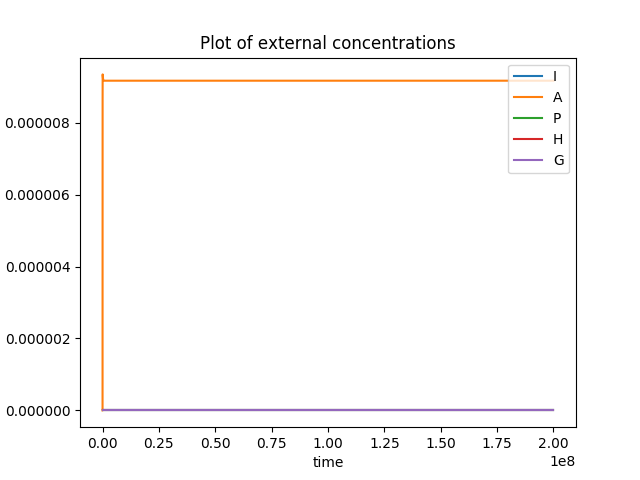 Plot of external concentrations
I
A
P
H
G
0.000008
0.000006
0.000004
0.000002
0.000000
0.00 0.25 0.50 0.75 1.00 1.25 1.50 1.75 2.00
time
1e8